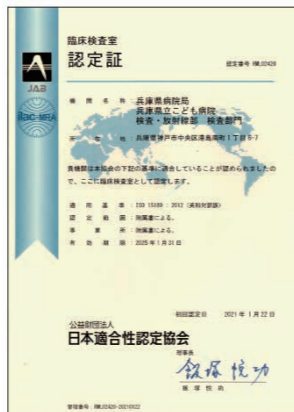 JAB
ilac-MRA
臨床検査室
認定証
認定番号 RML02420
機関名称：兵庫県病院局
兵庫県立こども病院
検査・放射線部 検査部門
所在地：兵庫県神戸市中央区港島南町1丁目6-7
貴機関は本協会の下記の基準に適合していることが認められましたの
で、ここに臨床検査室として認定します。
適用基準：ISO 15189：2012（英和対訳版）
認定範囲：附属書による。
事業所：附属書による。
有効期限：2025年1月31日
初回認定日 2021年1月22日
公益財団法人
日本適合性認定協会
理事長
飯塚悦功
飯塚 悦功